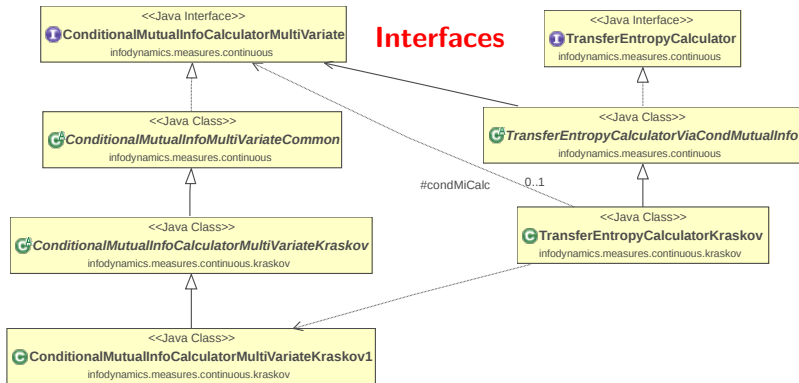 <<Java Interface>>
ConditionalMutualInfoCalculatorMultiVariate
infodynamics.measures.continuous
Interfaces
<<Java Interface>>
TransferEntropyCalculator
infodynamics.measures.continuous
<<Java Class>>
ConditionalMutualInfoMultiVariateCommon
infodynamics.measures.continuous
<<Java Class>>
TransferEntropyCalculatorViaCondMutualInfo
infodynamics.measures.continuous
#condMiCalc
0..1
<<Java Class>>
ConditionalMutualInfoCalculatorMultiVariateKraskov
infodynamics.measures.continuous.kraskov
<<Java Class>>
TransferEntropyCalculatorKraskov
infodynamics.measures.continuous.kraskov
<<Java Class>>
ConditionalMutualInfoCalculatorMultiVariateKraskov1
infodynamics.measures.continuous.kraskov